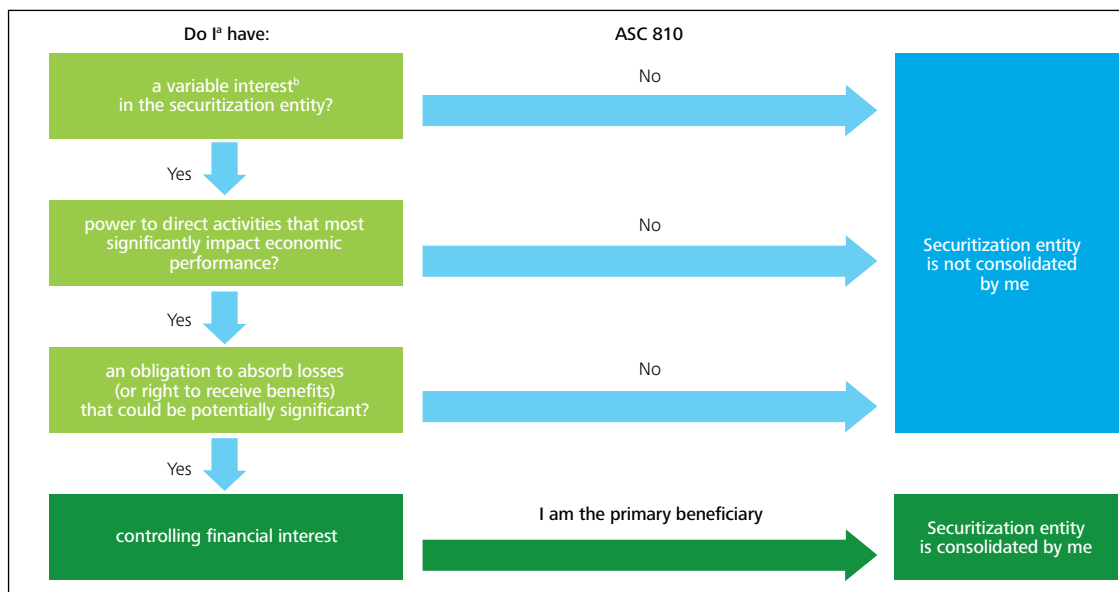 Do Iᵃ have:
ASC 810
a variable interestᵇ
in the securitization entity?
No
Yes
power to direct activities that most
significantly impact economic
performance?
No
Securitization entity
is not consolidated
by me
Yes
an obligation to absorb losses
(or right to receive benefits)
that could be potentially significant?
No
Yes
controlling financial interest
I am the primary beneficiary
Securitization entity
is consolidated by me